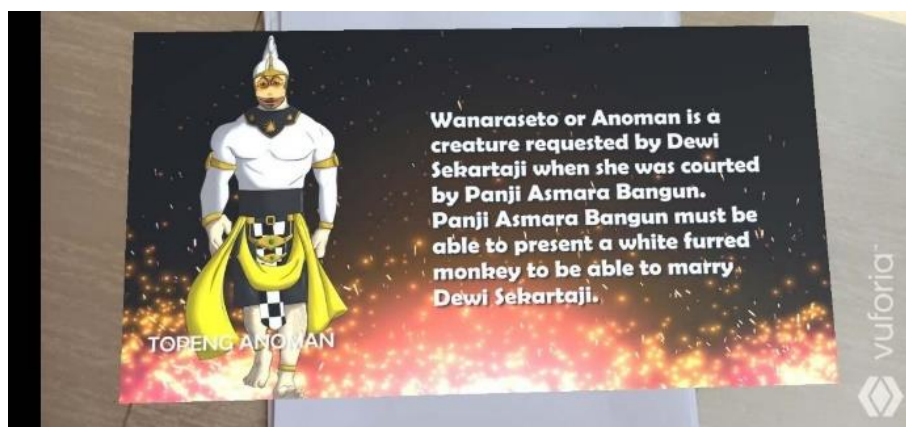 Wanaraseto or Anoman is a
creature requested by Dewi
Sekartaji when she was courted
by Panji Asmara Bangun.
Panji Asmara Bangun must be
able to present a white furred
monkey to be able to marry
Dewi Sekartaji.
TOPENG ANOMAN
vuforia™